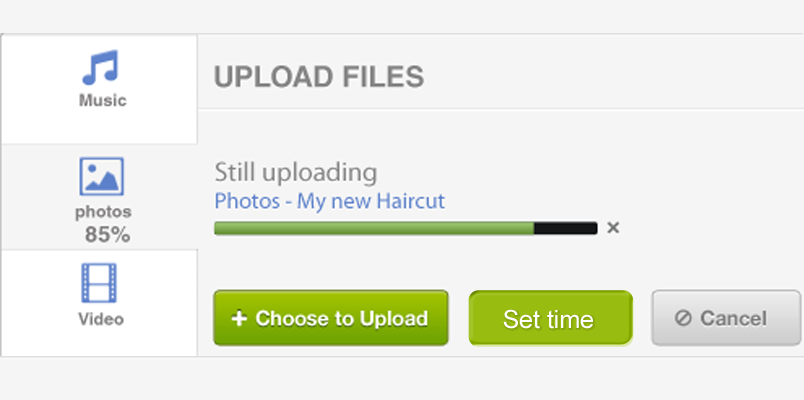 Music
UPLOAD FILES
photos
85%
Still uploading
Photos - My new Haircut
Video
Choose to Upload
Set time
Cancel